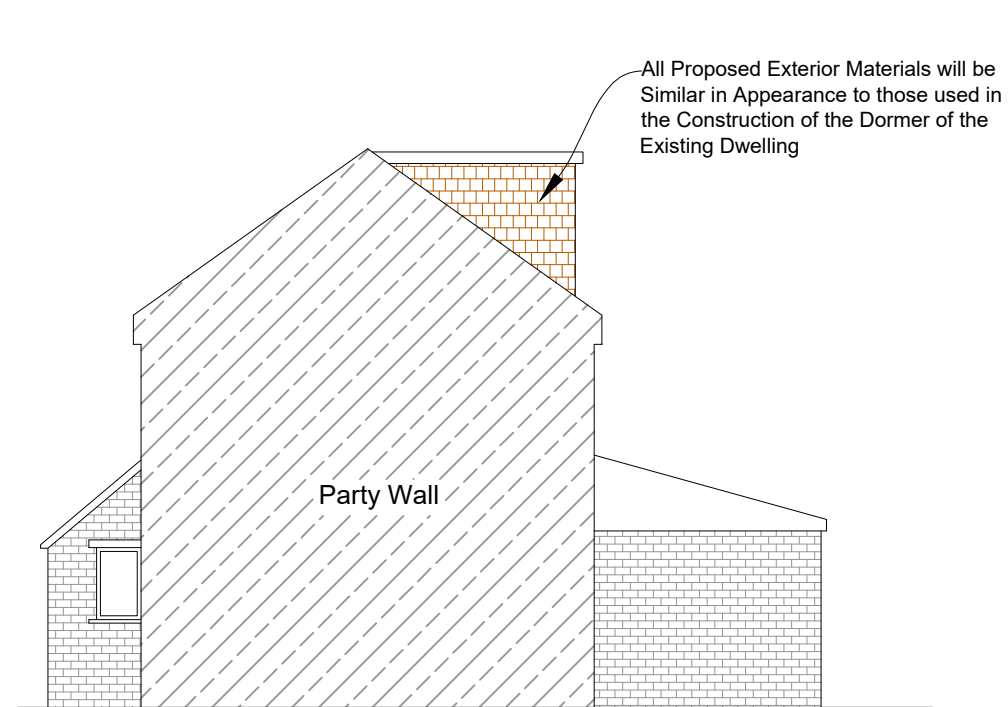 All Proposed Exterior Materials will be
Similar in Appearance to those used in
the Construction of the Dormer of the
Existing Dwelling
Party Wall